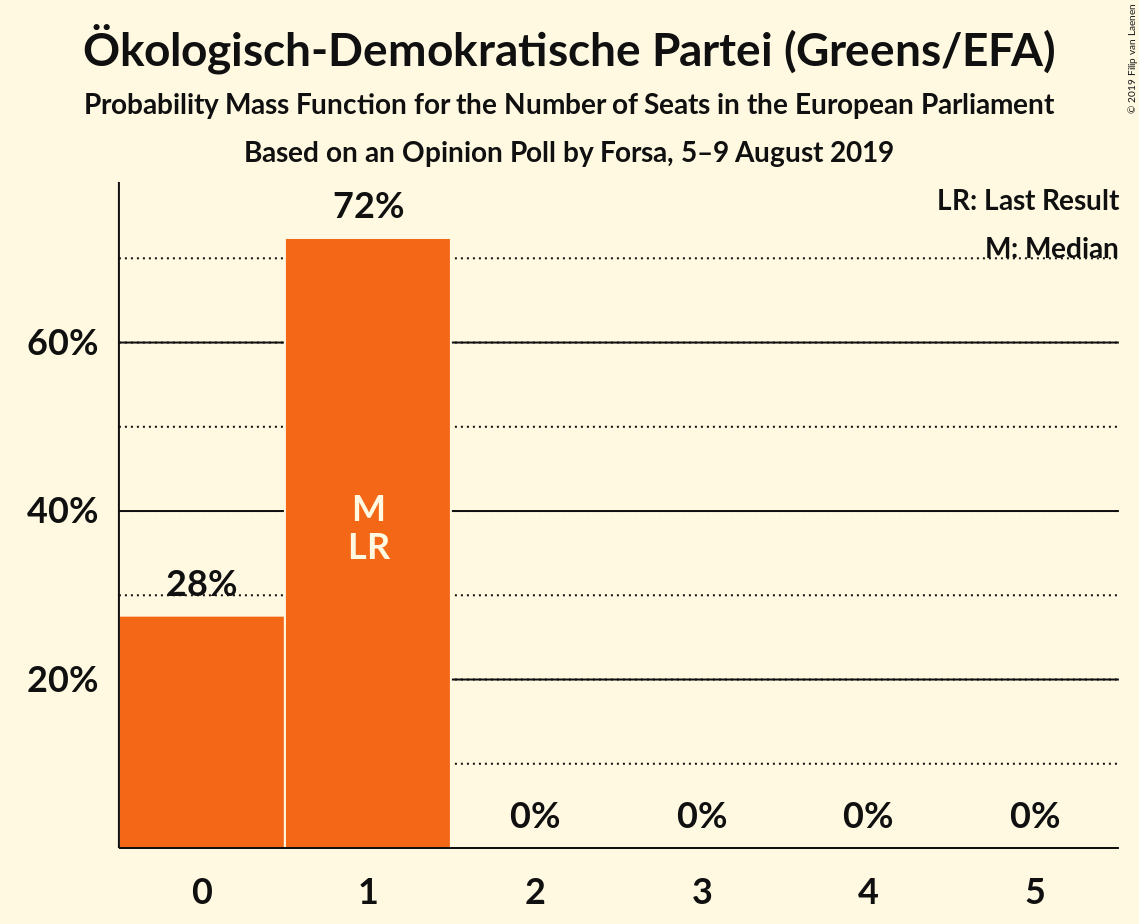 Ökologisch-Demokratische Partei (Greens/EFA)
Probability Mass Function for the Number of Seats in the European Parliament
Based on an Opinion Poll by Forsa, 5–9 August 2019
© 2019 Filip van Laenen
LR: Last Result
M: Median
72%
60%
40%
20%
28%
M
LR
0%
0%
0%
0%
0
1
2
3
4
5